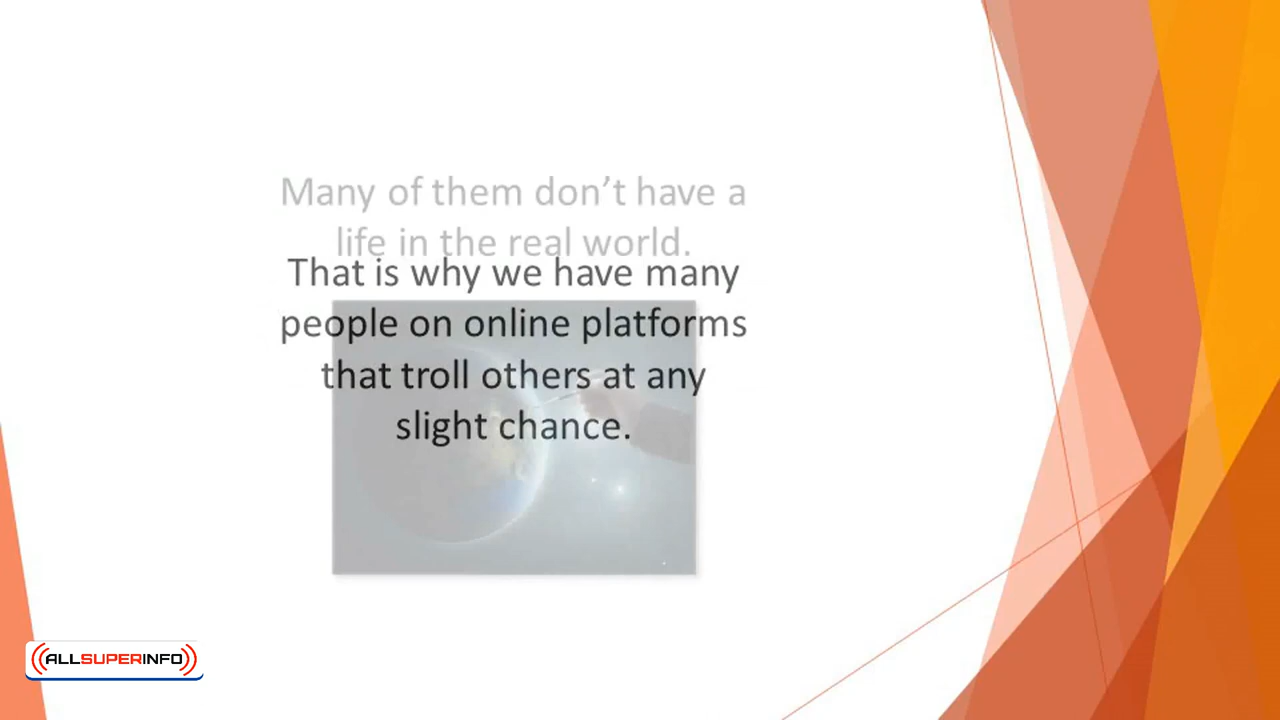 Many of them don’t have a
life in the real world.
That is why we have many
people on online platforms
that troll others at any
slight chance.
ALLSUPERINFO